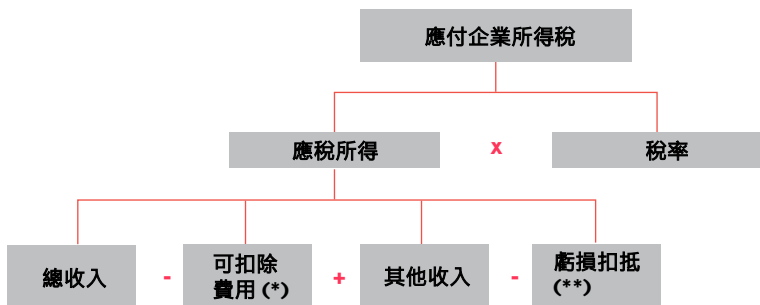 應付企業所得稅
應稅所得 x 稅率
總收入 - 可扣除 + 其他收入 - 虧損扣抵
費用 (*) (**)